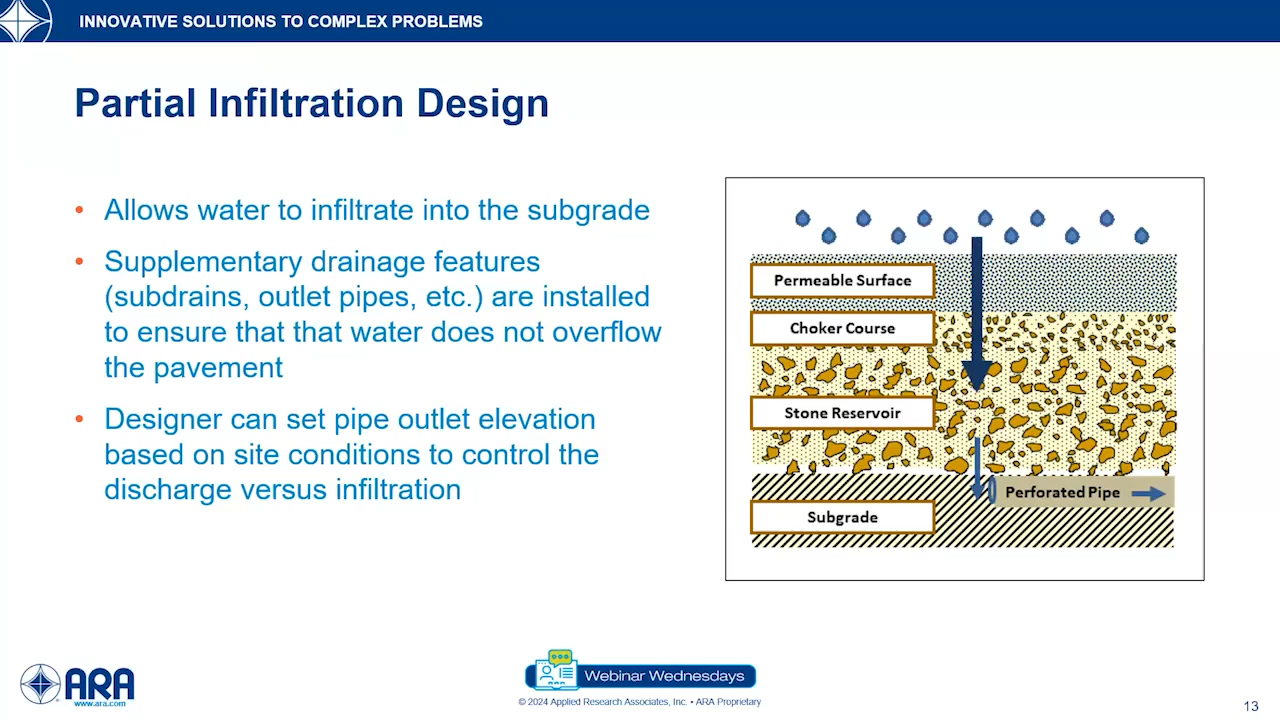 INNOVATIVE SOLUTIONS TO COMPLEX PROBLEMS
Partial Infiltration Design
• Allows water to infiltrate into the subgrade
• Supplementary drainage features
(subdrains, outlet pipes, etc.) are installed
to ensure that that water does not overflow
the pavement
• Designer can set pipe outlet elevation
based on site conditions to control the
discharge versus infiltration
Permeable Surface
Choker Course
Stone Reservoir
Perforated Pipe
Subgrade
ARA
www.ara.com
ARA
Webinar Wednesdays
© 2024 Applied Research Associates, Inc. • ARA Proprietary
13